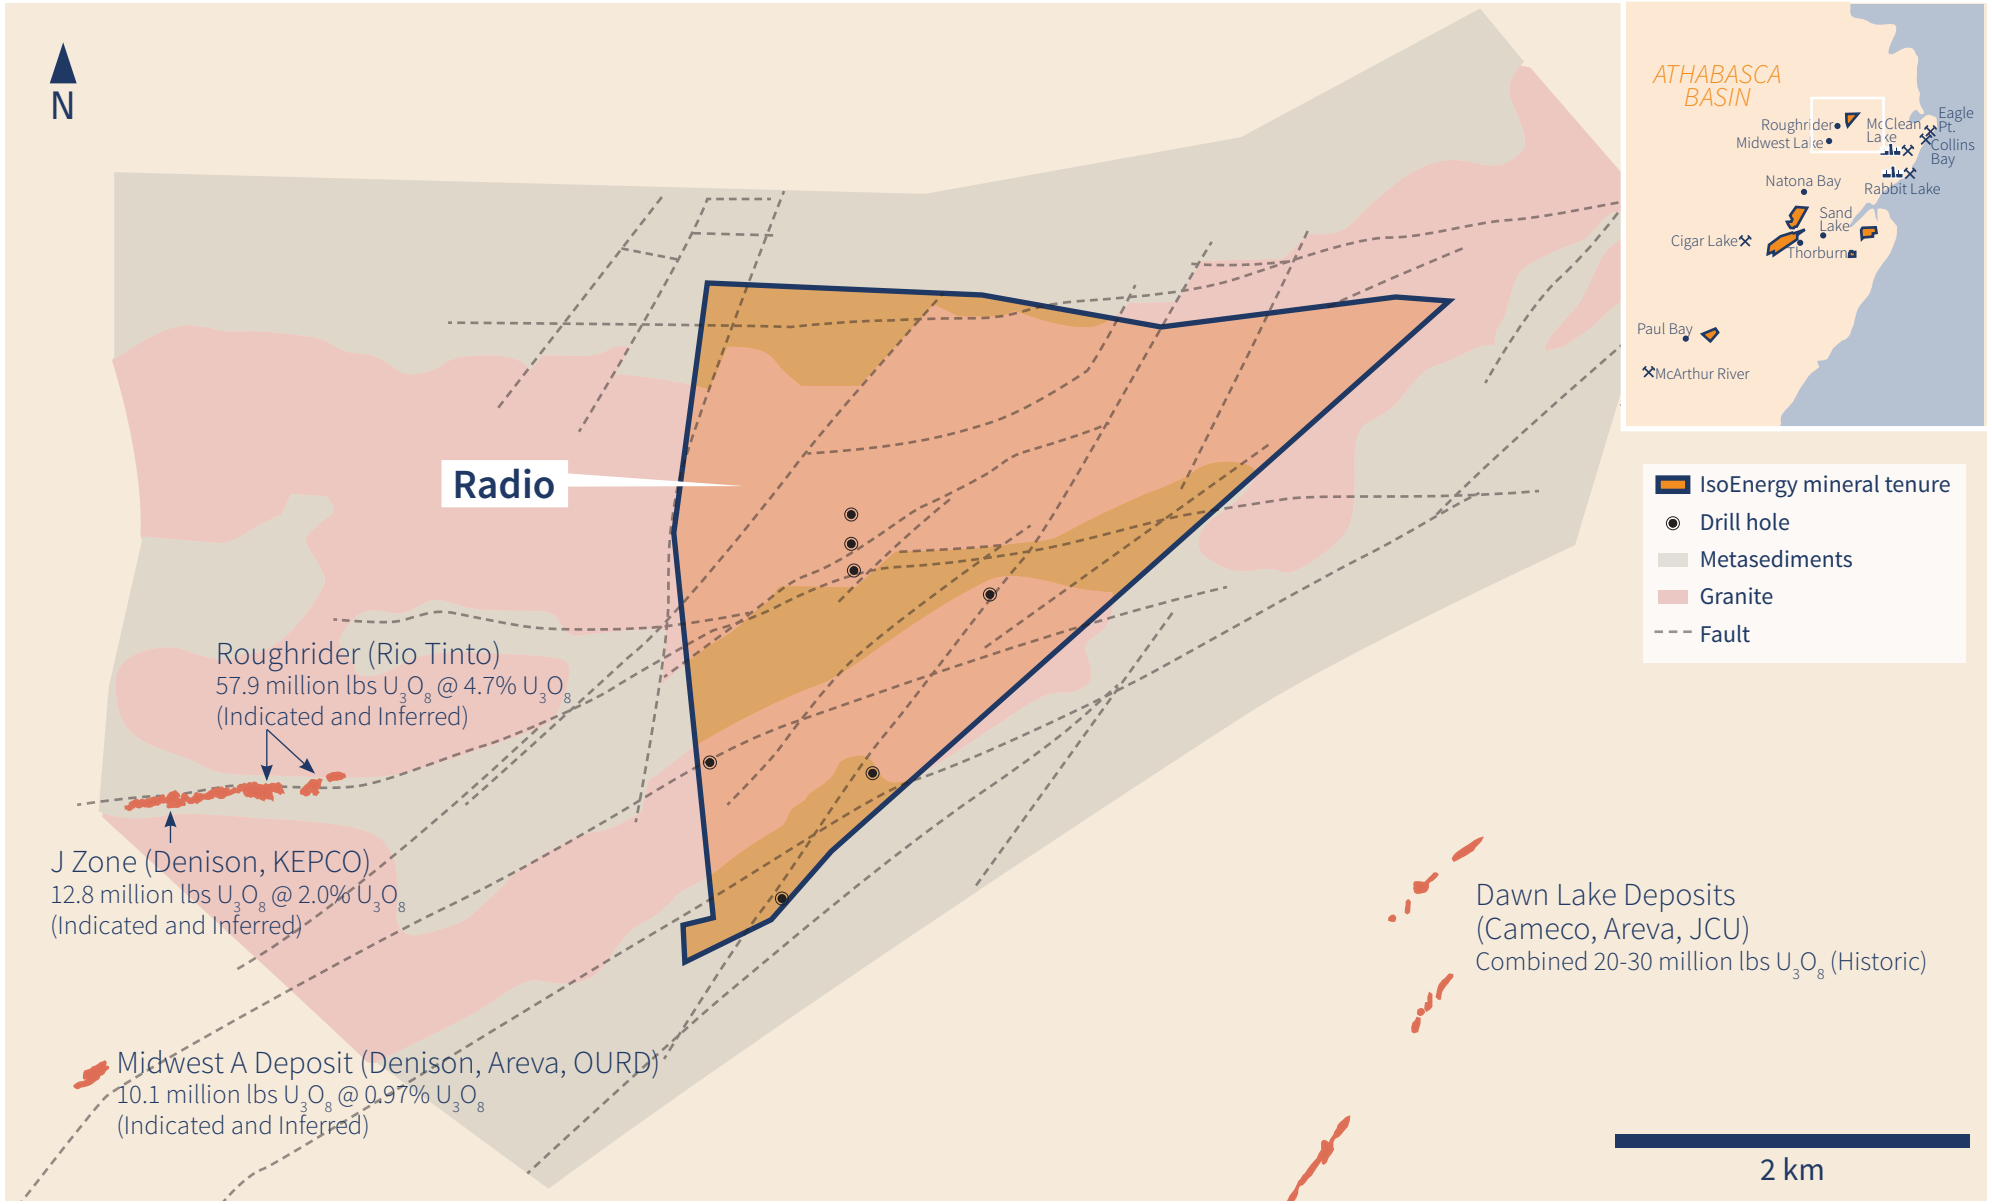 N
Radio
Roughrider (Rio Tinto)
57.9 million lbs U₃O₈ @ 4.7% U₃O₈
(Indicated and Inferred)
J Zone (Denison, KEPCO)
12.8 million lbs U₃O₈ @ 2.0% U₃O₈
(Indicated and Inferred)
Midwest A Deposit (Denison, Areva, OURD)
10.1 million lbs U₃O₈ @ 0.97% U₃O₈
(Indicated and Inferred)
Dawn Lake Deposits
(Cameco, Areva, JCU)
Combined 20-30 million lbs U₃O₈ (Historic)
ATHABASCA
BASIN
Roughrider
Midwest Lake
McClean
Lake
Eagle
Pt.
Collins
Bay
Rabbit Lake
Natona Bay
Sand
Lake
Cigar Lake
Thorburn
Paul Bay
McArthur River
IsoEnergy mineral tenure
Drill hole
Metasediments
Granite
Fault
2 km